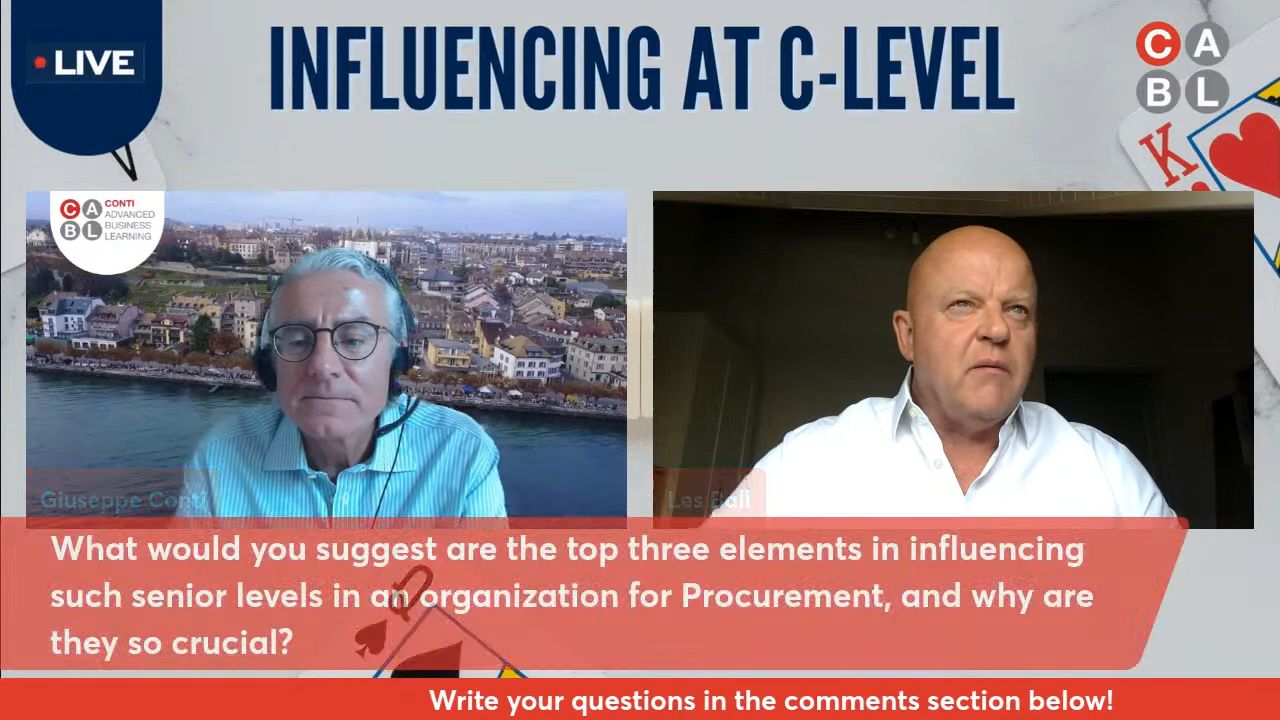 LIVE
INFLUENCING AT C-LEVEL
C A
B L
K
C A
B L
CONTI
ADVANCED
BUSINESS
LEARNING
Giuseppe Conti
Les Ball
What would you suggest are the top three elements in influencing
such senior levels in an organization for Procurement, and why are
they so crucial?
Q
Write your questions in the comments section below!